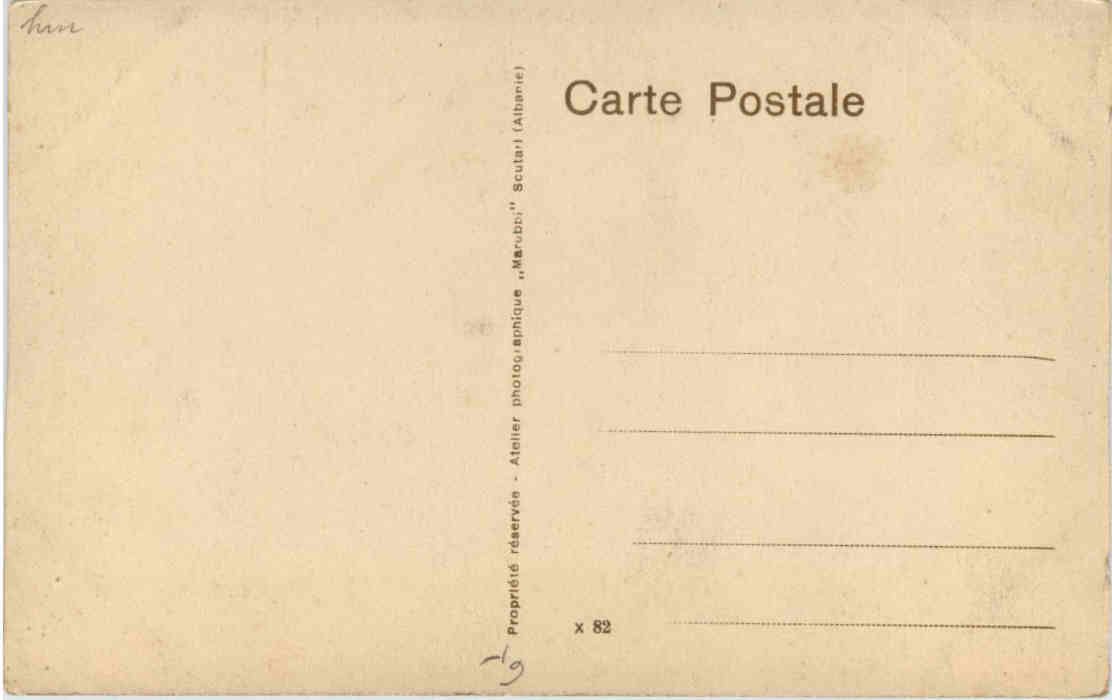 Carte Postale
Propriété réservée - Atelier photographique „Marubbi" Scutari (Albanie)
x 82